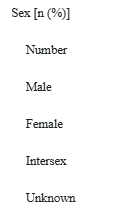 Sex [n (%)]
Number
Male
Female
Intersex
Unknown